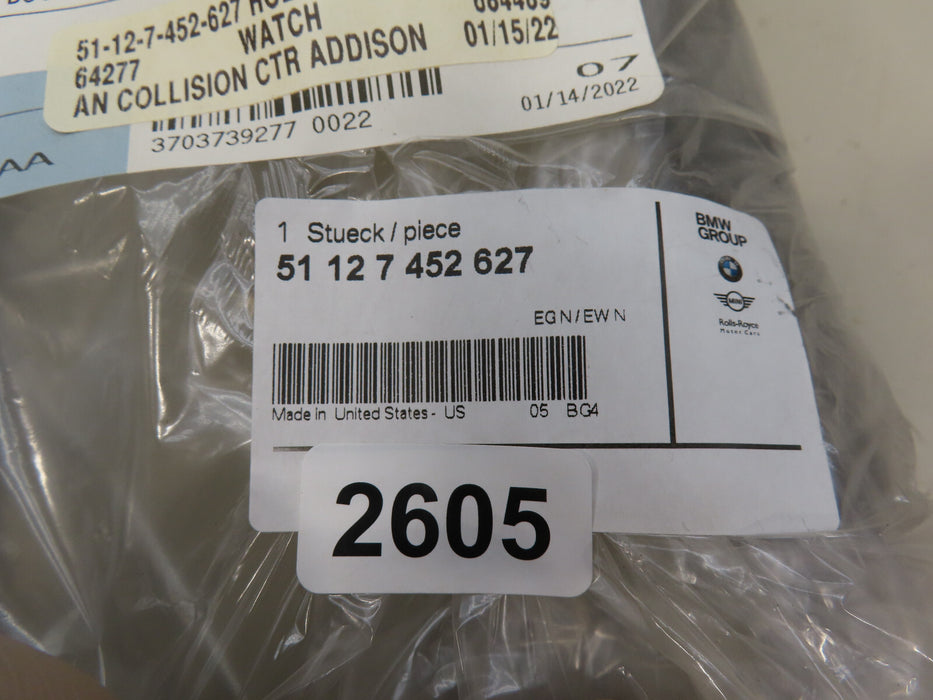 51-12-7-452-627
WATCH
64277
01/15/22
AN COLLISION CTR ADDISON
07
01/14/2022
3703739277 0022
AA
1 Stueck / piece
51 12 7 452 627
EGN/EWN
Made in United States - US 05 BG4
BMW
GROUP
MINI
Rolls-Royce
Motor Cars
2605